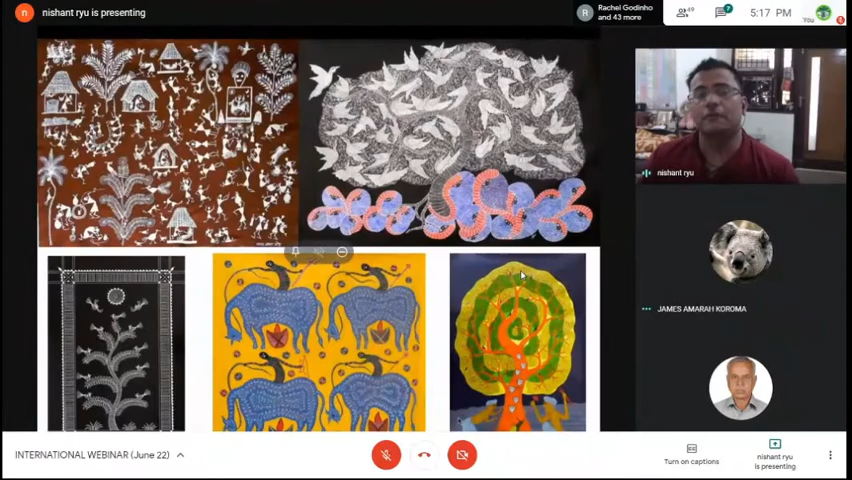 n
nishant ryu is presenting
R
Rachel Godinho
and 43 more
49
7
5:17 PM
You
nishant ryu
JAMES AMARAH KOROMA
INTERNATIONAL WEBINAR (June 22)
Turn on captions
nishant ryu
is presenting